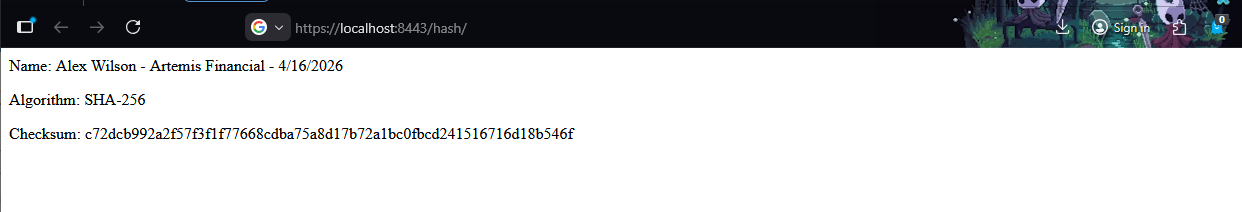 https://localhost:8443/hash/
Sign in
0
Name: Alex Wilson - Artemis Financial - 4/16/2026
Algorithm: SHA-256
Checksum: c72dcb992a2f57f3f1f77668cdba75a8d17b72a1bc0fbcd241516716d18b546f